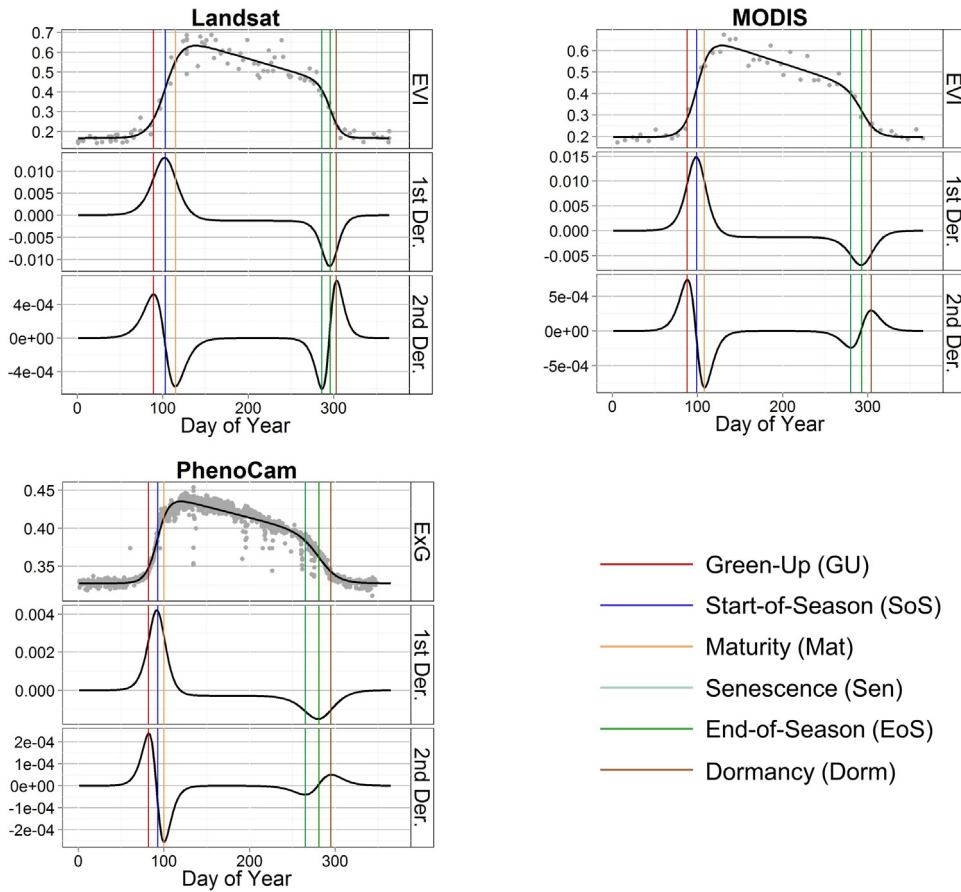 Landsat
0.7
0.6
0.5
0.4
0.3
0.2
EVI
0.010
0.005
0.000
-0.005
-0.010
1st Der.
4e-04
0e+00
-4e-04
2nd Der.
0 100 200 300
Day of Year
MODIS
0.6
0.5
0.4
0.3
0.2
EVI
0.015
0.010
0.005
0.000
-0.005
1st Der.
5e-04
0e+00
-5e-04
2nd Der.
0 100 200 300
Day of Year
PhenoCam
0.45
0.40
0.35
ExG
0.004
0.002
0.000
1st Der.
2e-04
1e-04
0e+00
-1e-04
-2e-04
2nd Der.
0 100 200 300
Day of Year
Green-Up (GU)
Start-of-Season (SoS)
Maturity (Mat)
Senescence (Sen)
End-of-Season (EoS)
Dormancy (Dorm)